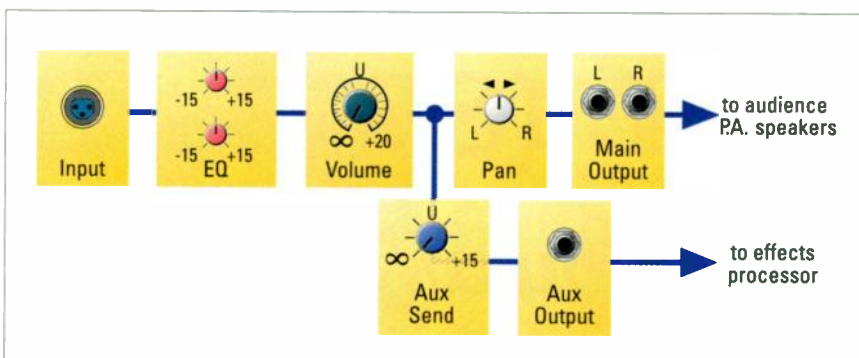 Input
-15 +15
-15 +15
EQ
U
∞ +20
Volume
L R
Pan
L R
Main
Output
to audience
P.A. speakers
U
∞ +15
Aux
Send
Aux
Output
to effects
processor